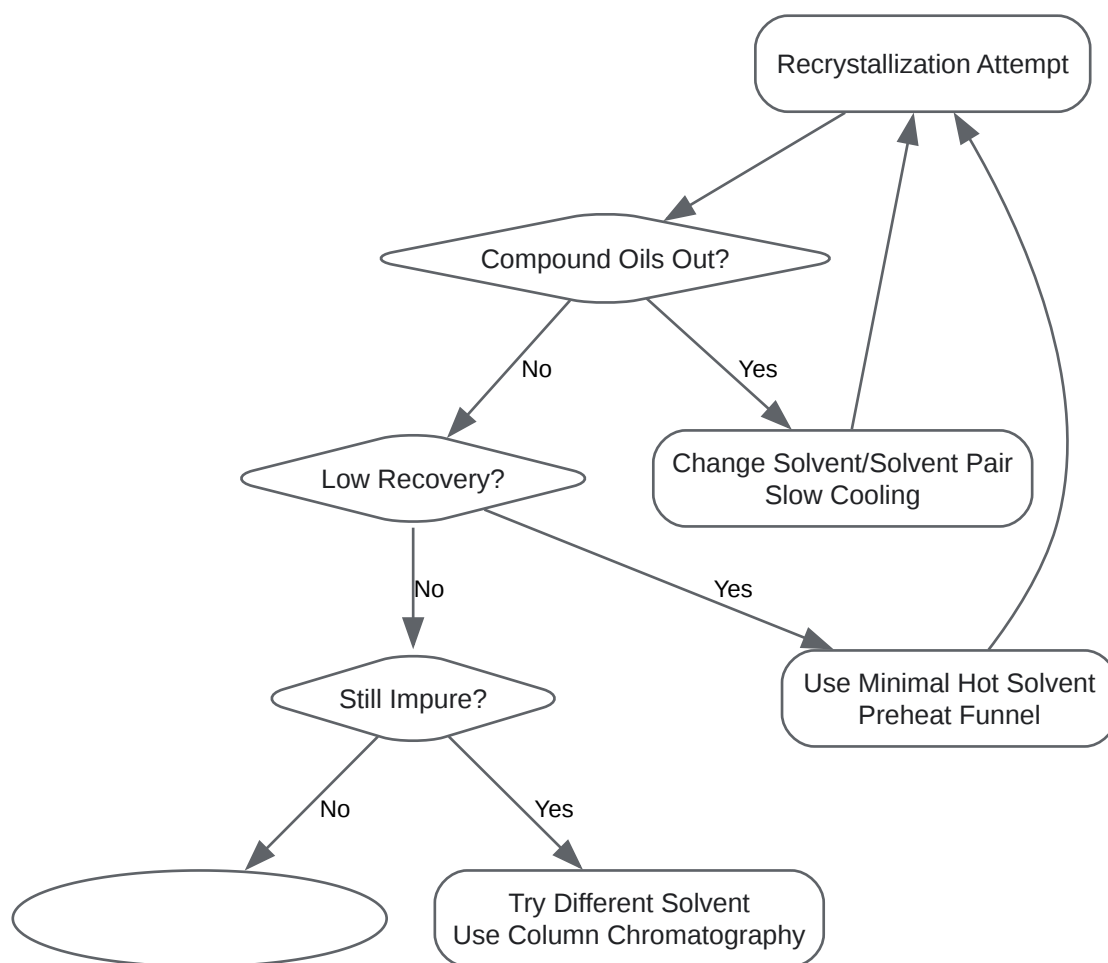 Recrystallization Attempt
Compound Oils Out?
No
Yes
Low Recovery?
Change Solvent/Solvent Pair
Slow Cooling
No
Yes
Still Impure?
Use Minimal Hot Solvent
Preheat Funnel
No
Yes
Try Different Solvent
Use Column Chromatography